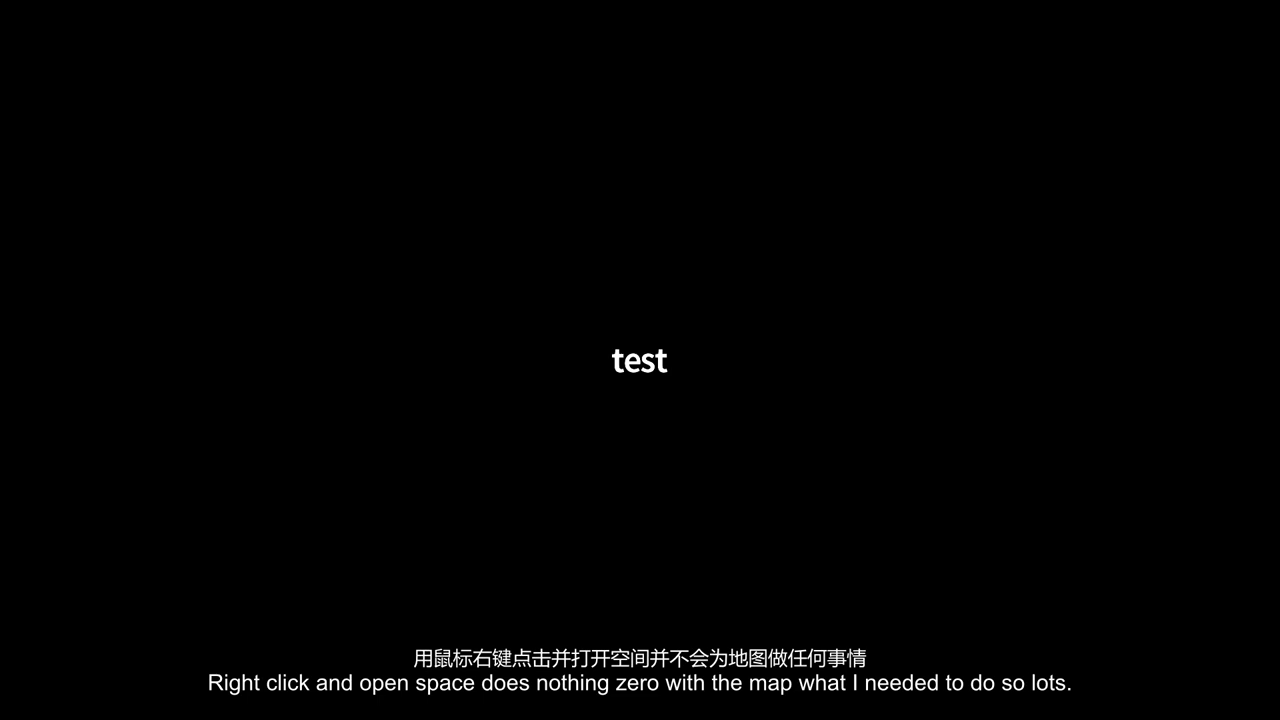 test
用鼠标右键点击并打开空间并不会为地图做任何事情
Right click and open space does nothing zero with the map what I needed to do so lots.